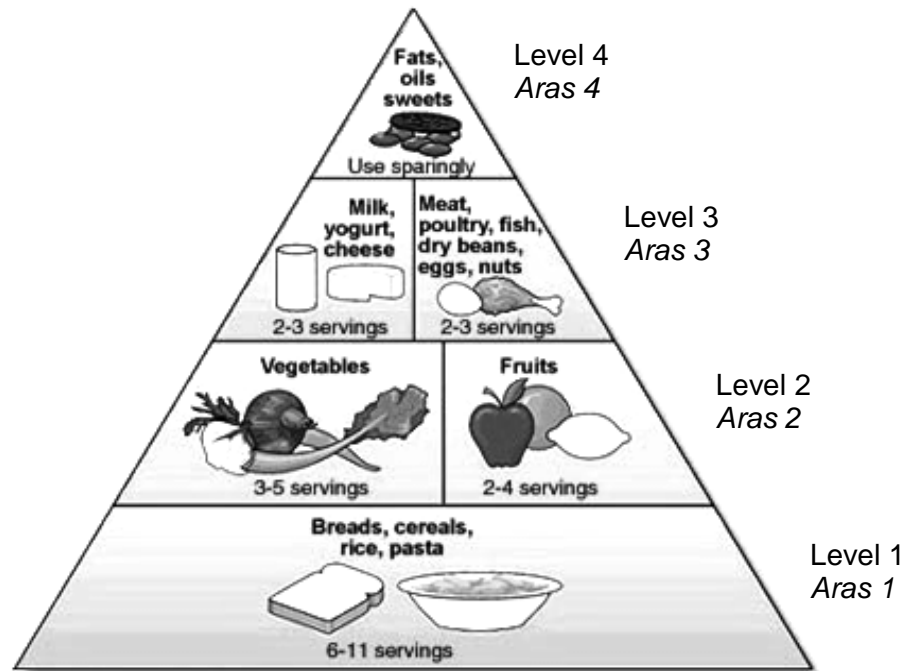 Fats,
oils
sweets
Use sparingly
Level 4
Aras 4
Milk,
yogurt,
cheese
2-3 servings
Meat,
poultry, fish,
dry beans,
eggs, nuts
2-3 servings
Level 3
Aras 3
Vegetables
3-5 servings
Fruits
2-4 servings
Level 2
Aras 2
Breads, cereals,
rice, pasta
6-11 servings
Level 1
Aras 1